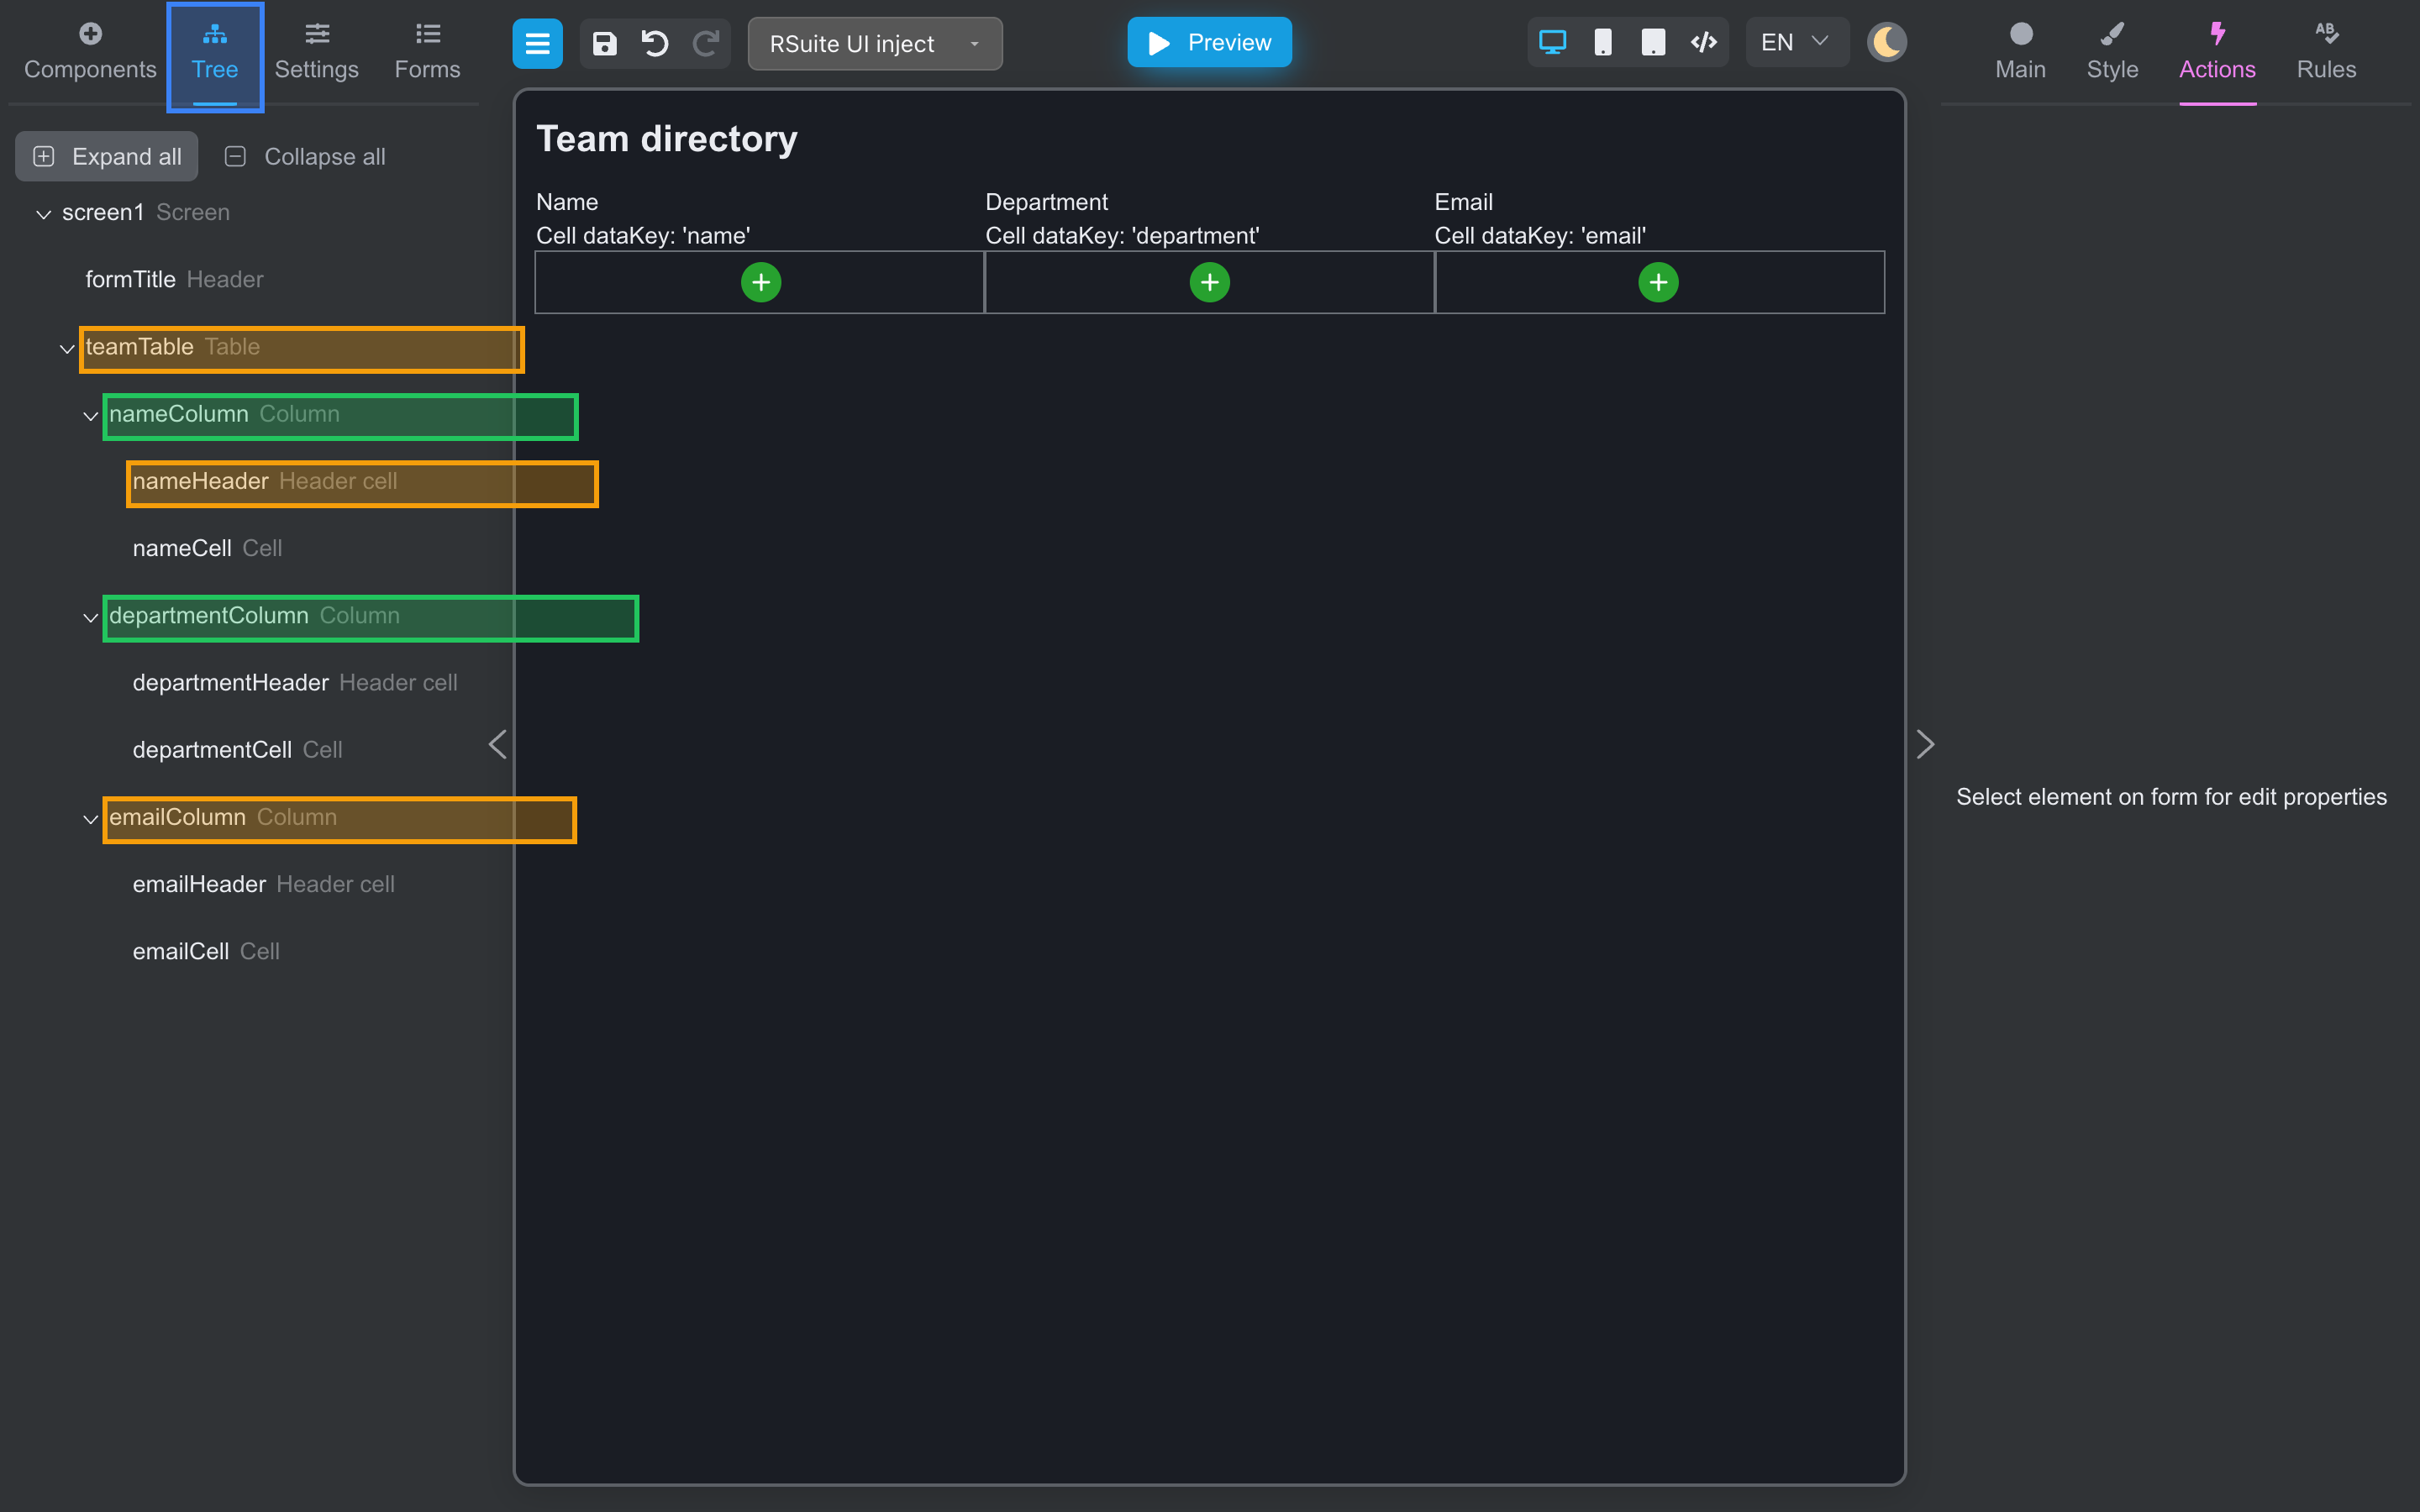 Components Tree Settings Forms
RSuite UI inject
Preview
EN
Main Style Actions Rules
Expand all Collapse all
screen1 Screen
formTitle Header
teamTable Table
nameColumn Column
nameHeader Header cell
nameCell Cell
departmentColumn Column
departmentHeader Header cell
departmentCell Cell
emailColumn Column
emailHeader Header cell
emailCell Cell
Team directory
Name Department Email
Cell dataKey: 'name' Cell dataKey: 'department' Cell dataKey: 'email'
Select element on form for edit properties